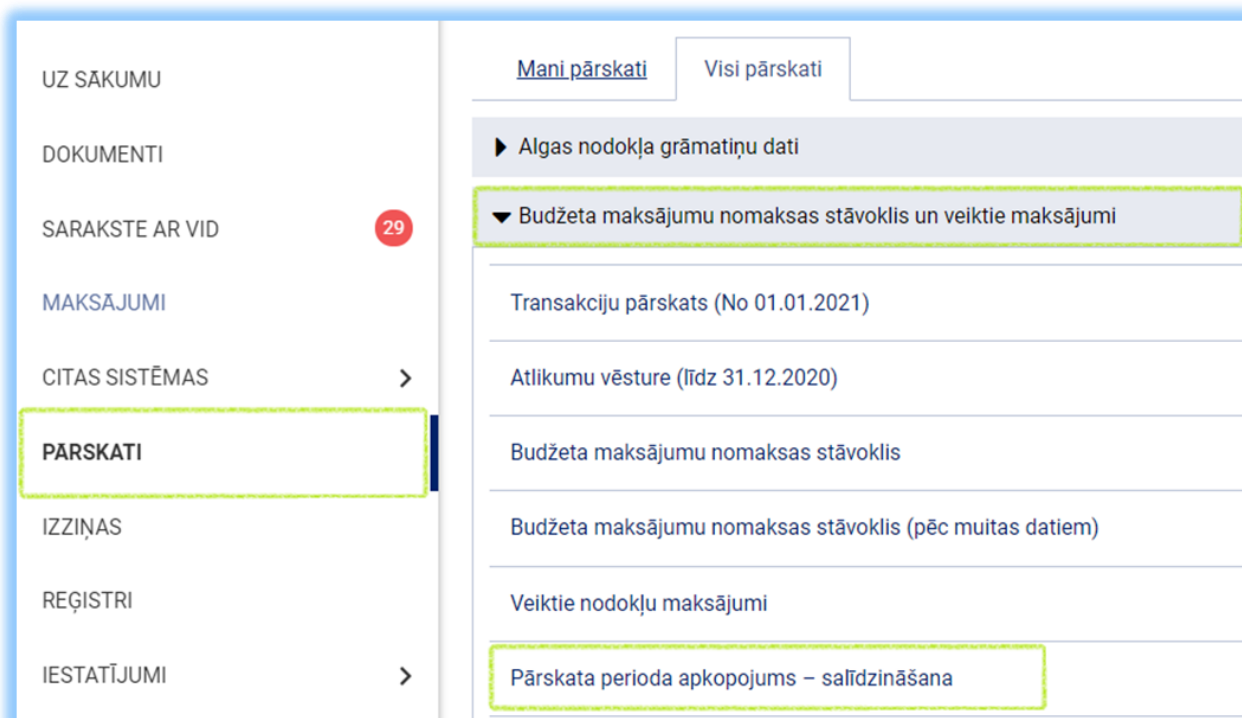 UZ SĀKUMU
DOKUMENTI
SARAKSTE AR VID
29
MAKSĀJUMI
CITAS SISTĒMAS
PĀRSKATI
IZZIŅAS
REĢISTRI
IESTATĪJUMI
Mani pārskati
Visi pārskati
Algas nodokļa grāmatiņu dati
Budžeta maksājumu nomaksas stāvoklis un veiktie maksājumi
Transakciju pārskats (No 01.01.2021)
Atlikumu vēsture (līdz 31.12.2020)
Budžeta maksājumu nomaksas stāvoklis
Budžeta maksājumu nomaksas stāvoklis (pēc muitas datiem)
Veiktie nodokļu maksājumi
Pārskata perioda apkopojums – salīdzināšana